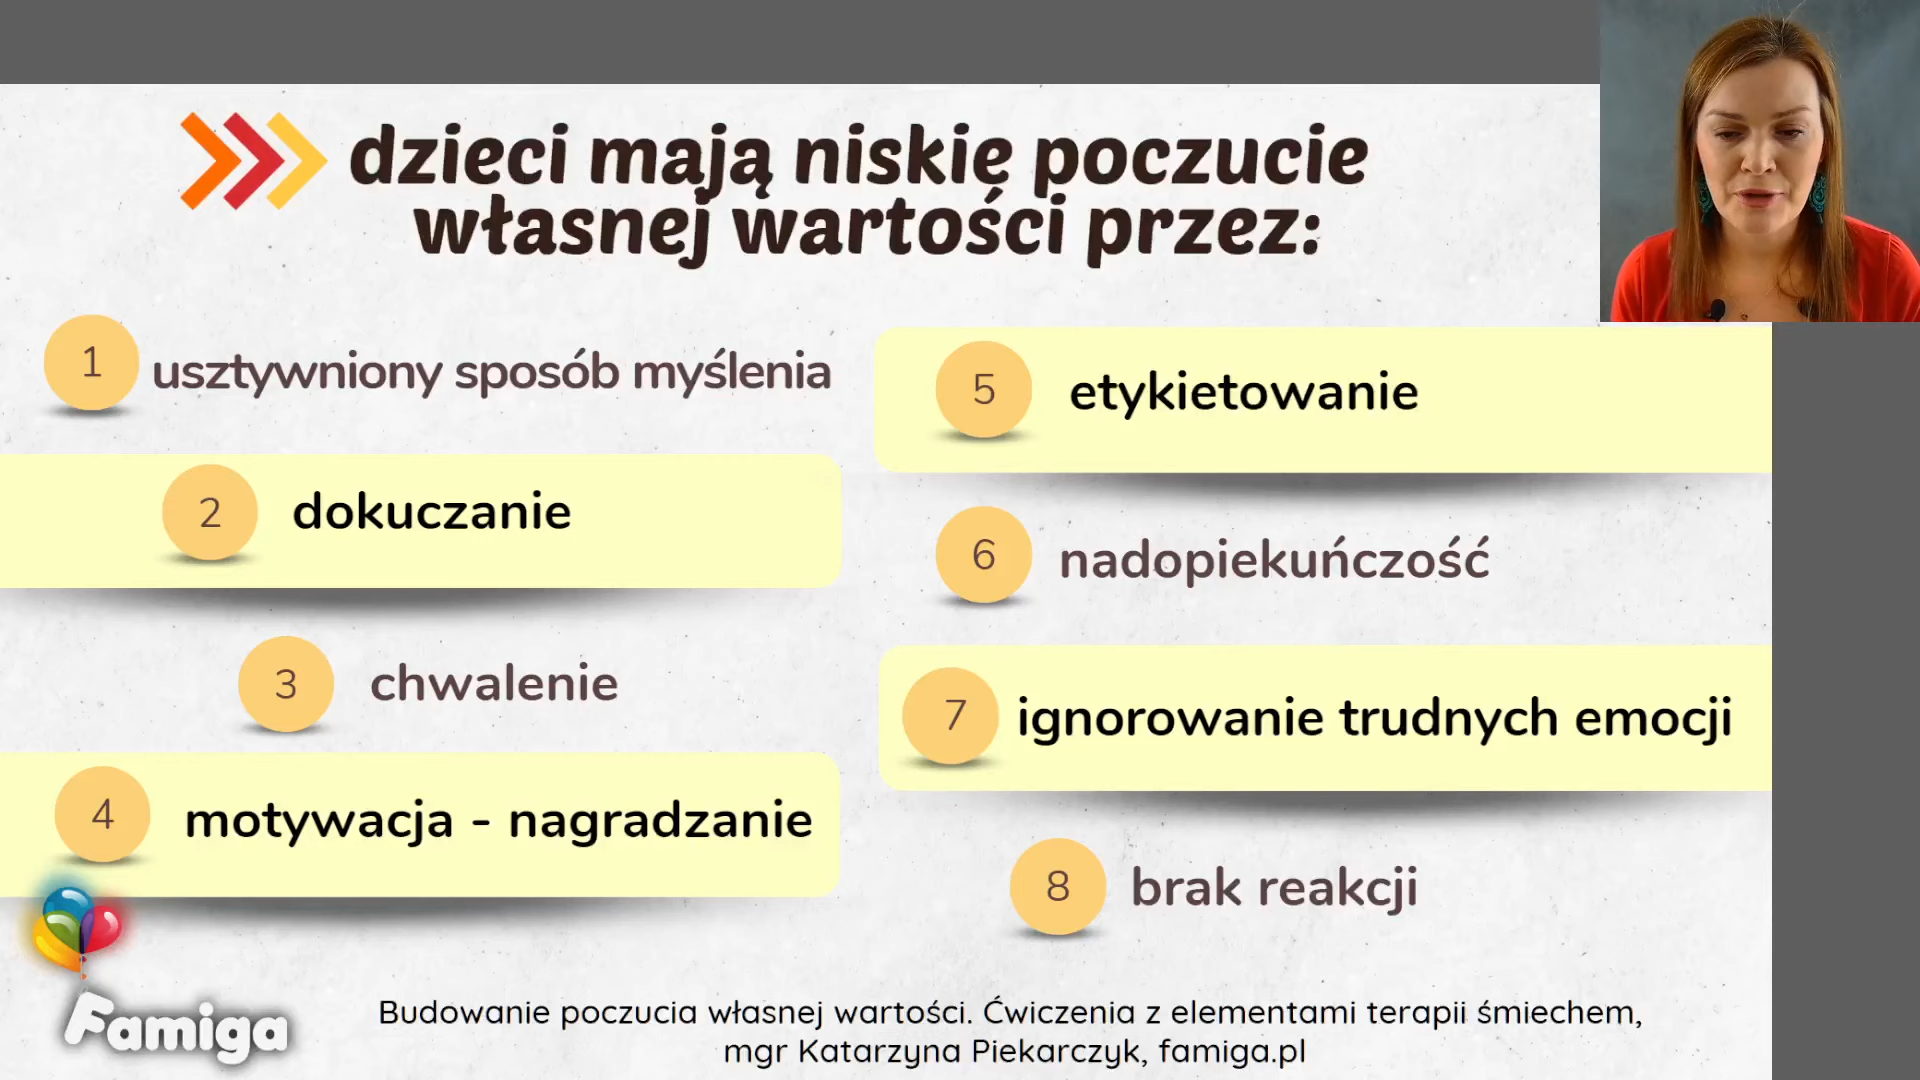 dzieci mają niskie poczucie
własnej wartości przez:
1 usztywniony sposób myślenia
2 dokuczanie
3 chwalenie
4 motywacja - nagradzanie
5 etykietowanie
6 nadopiekuńczość
7 ignorowanie trudnych emocji
8 brak reakcji
Famiga
Budowanie poczucia własnej wartości. Ćwiczenia z elementami terapii śmiechem,
mgr Katarzyna Piekarczyk, famiga.pl